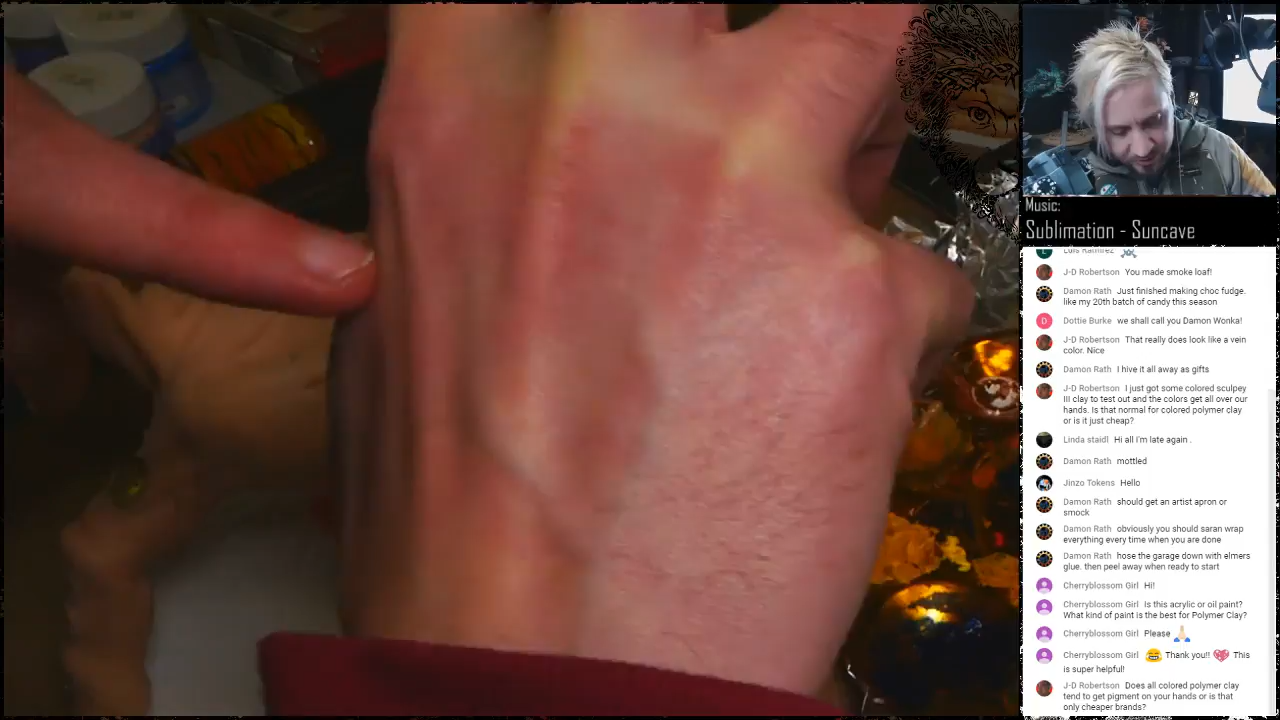 Music:
Sublimation - Suncave
Luis Ramirez
J-D Robertson You made smoke loaf!
Damon Rath Just finished making choc fudge.
like my 20th batch of candy this season
D Dottie Burke we shall call you Damon Wonka!
J-D Robertson That really does look like a vein
color. Nice
Damon Rath I hive it all away as gifts
J-D Robertson I just got some colored sculpey
III clay to test out and the colors get all over our
hands. Is that normal for colored polymer clay
or is it just cheap?
Linda staidl Hi all i'm late again .
Damon Rath mottled
Jinzo Tokens Hello
Damon Rath should get an artist apron or
smock
Damon Rath obviously you should saran wrap
everything every time when you are done
Damon Rath hose the garage down with elmers
glue. then peel away when ready to start
Cherryblossom Girl Hi!
Cherryblossom Girl Is this acrylic or oil paint?
What kind of paint is the best for Polymer Clay?
Cherryblossom Girl Please 🙏🏻
Cherryblossom Girl 😂 Thank you!! 💖 This
is super helpful!
J-D Robertson Does all colored polymer clay
tend to get pigment on your hands or is that
only cheaper brands?